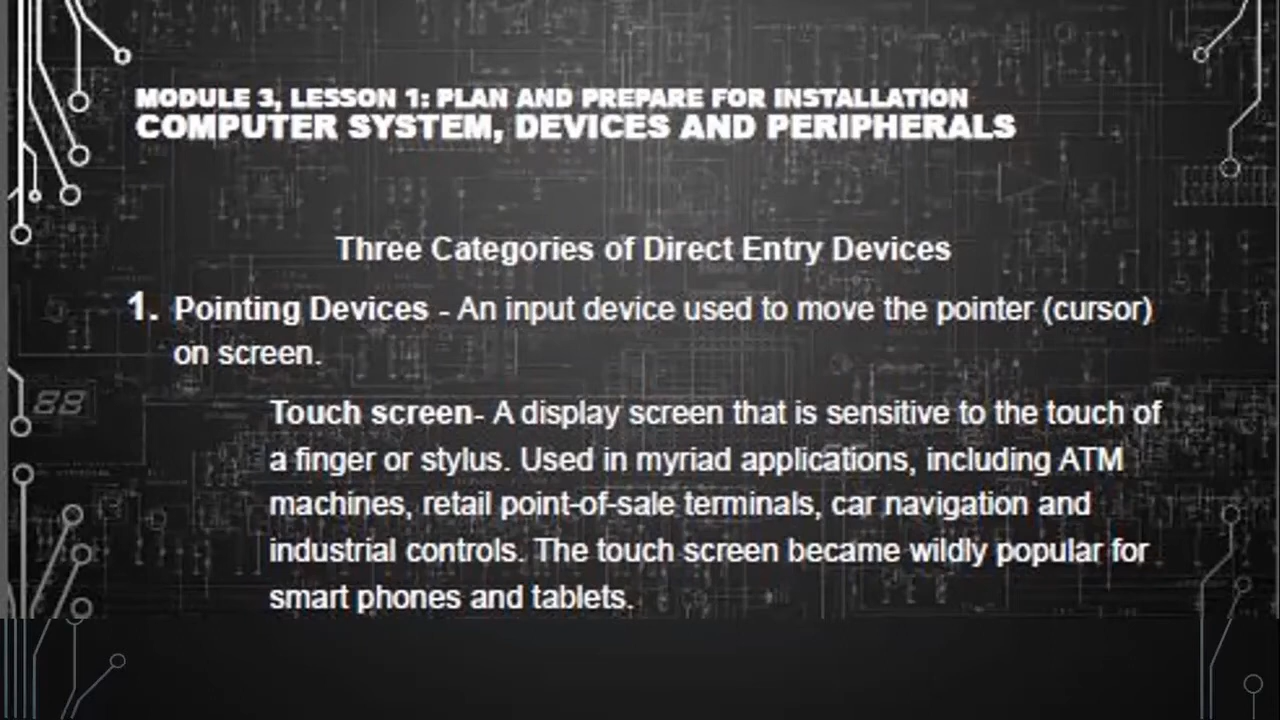 MODULE 3, LESSON 1: PLAN AND PREPARE FOR INSTALLATION
COMPUTER SYSTEM, DEVICES AND PERIPHERALS
Three Categories of Direct Entry Devices
1. Pointing Devices - An input device used to move the pointer (cursor)
on screen.
Touch screen- A display screen that is sensitive to the touch of
a finger or stylus. Used in myriad applications, including ATM
machines, retail point-of-sale terminals, car navigation and
industrial controls. The touch screen became wildly popular for
smart phones and tablets.
88